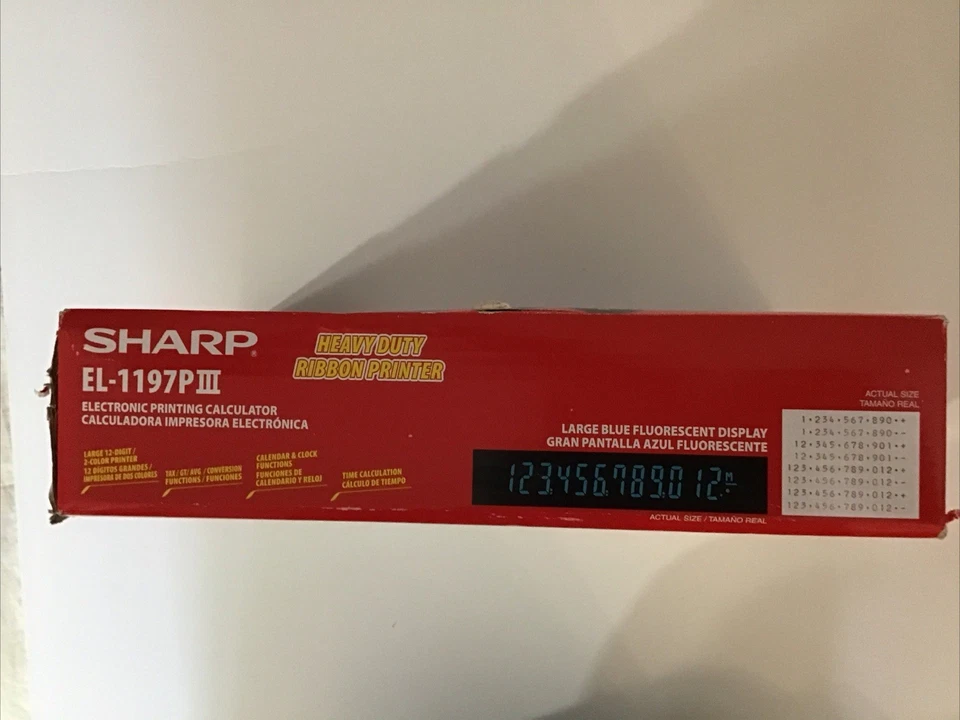 SHARP®
EL-1197PIII
ELECTRONIC PRINTING CALCULATOR
CALCULADORA IMPRESORA ELECTRÓNICA
HEAVY DUTY
RIBBON PRINTER
LARGE 12-DIGIT /
2-COLOR PRINTER
12 DÍGITOS GRANDES /
IMPRESORA DE DOS COLORES
TAX / GT / AVG / CONVERSION
FUNCTIONS / FUNCIONES
CALENDAR & CLOCK
FUNCTIONS
FUNCIONES DE
CALENDARIO Y RELOJ
TIME CALCULATION
CÁLCULO DE TIEMPO
LARGE BLUE FLUORESCENT DISPLAY
GRAN PANTALLA AZUL FLUORESCENTE
123,456,789,012 M
ACTUAL SIZE / TAMAÑO REAL
ACTUAL SIZE
TAMAÑO REAL
1•234•567•890•+
1•234•567•890•-
12•345•678•901•+
12•345•678•901•-
123•456•789•012•+
123•456•789•012•-
123•456•789•012•+
123•456•789•012•-